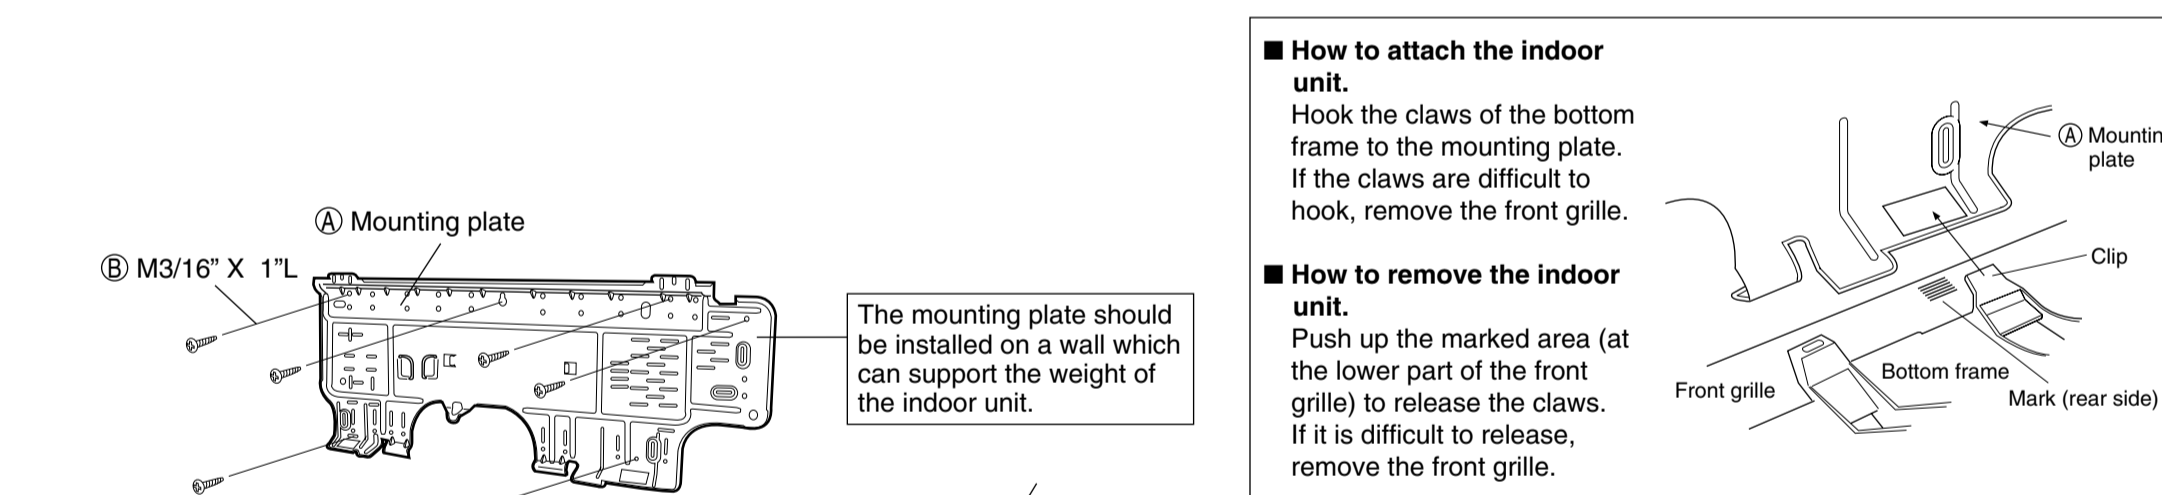 Ⓐ Mounting plate
Ⓑ M3/16” X 1”L
The mounting plate should
be installed on a wall which
can support the weight of
the indoor unit.
■ How to attach the indoor
unit.
Hook the claws of the bottom
frame to the mounting plate.
If the claws are difficult to
hook, remove the front grille.
■ How to remove the indoor
unit.
Push up the marked area (at
the lower part of the front
grille) to release the claws.
If it is difficult to release,
remove the front grille.
Ⓐ Mountin
plate
Clip
Bottom frame
Front grille
Mark (rear side)